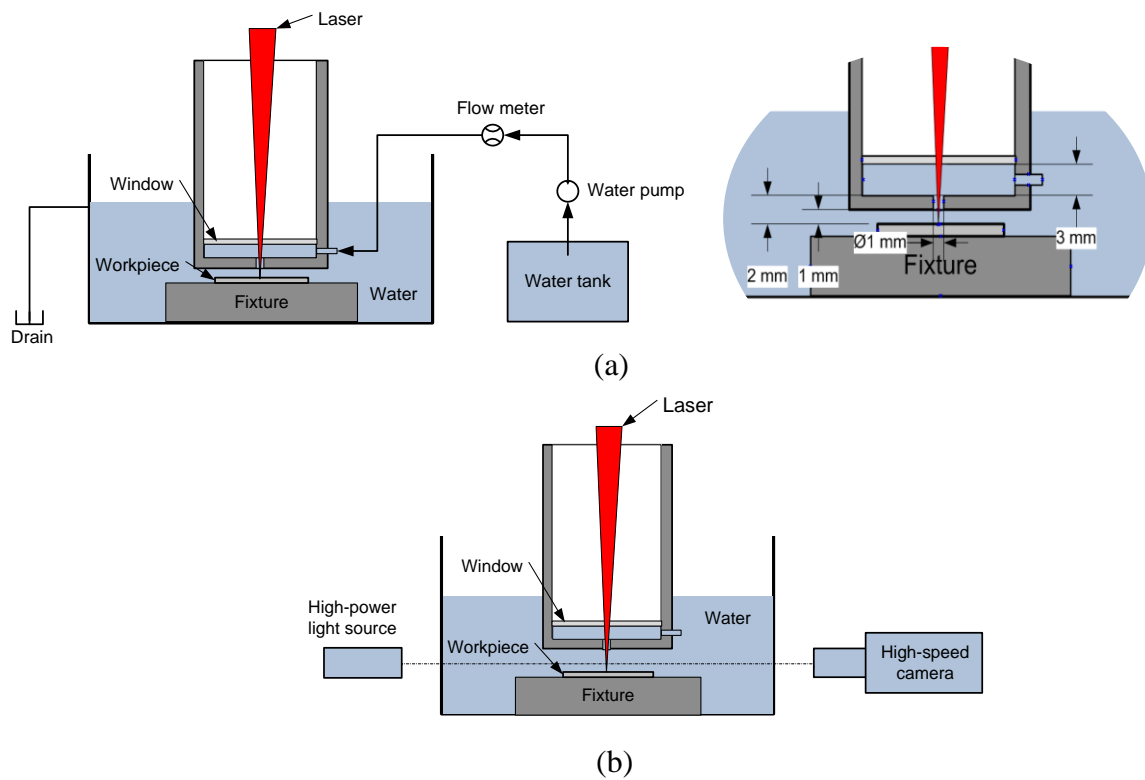 Laser
Flow meter
Window
Water pump
Workpiece
Fixture
Water
Water tank
Drain
Ø1 mm
3 mm
2 mm
1 mm
Fixture
(a)
Laser
Window
Water
High-power
light source
Workpiece
High-speed
camera
Fixture
(b)